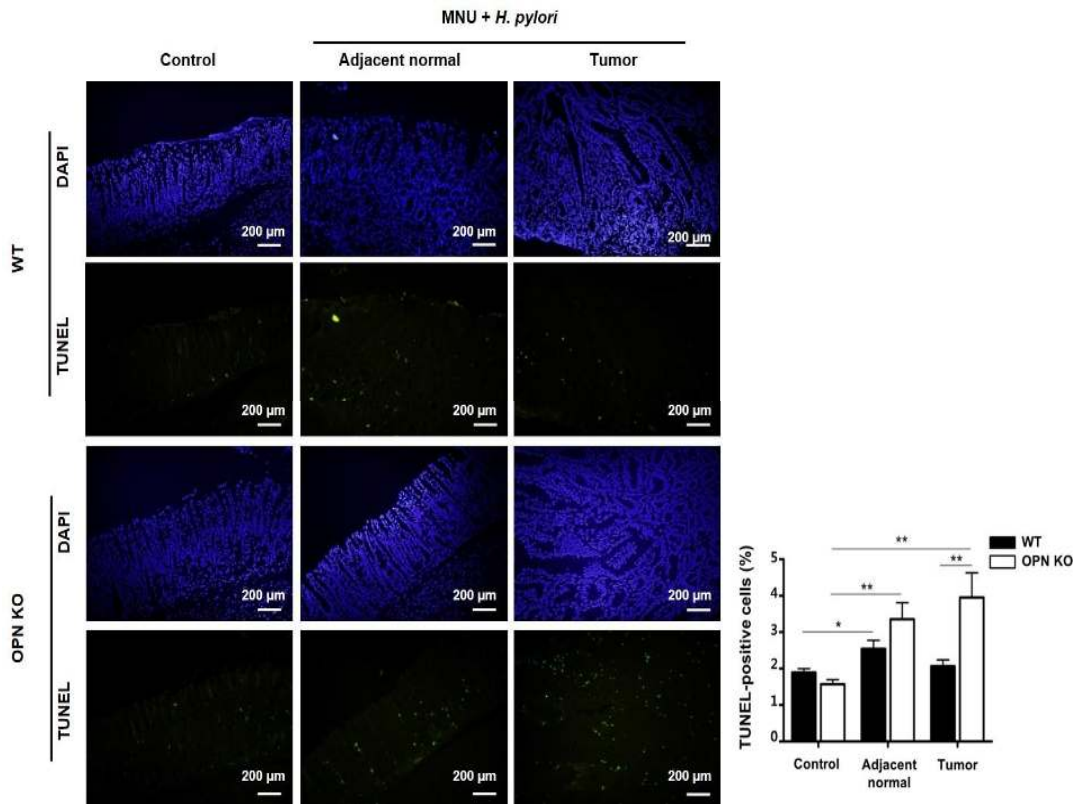 MNU + H. pylori
Control Adjacent normal Tumor
WT
DAPI
200 µm 200 µm 200 µm
TUNEL
200 µm 200 µm 200 µm
OPN KO
DAPI
200 µm 200 µm 200 µm
TUNEL
200 µm 200 µm 200 µm
WT
OPN KO
TUNEL-positive cells (%)
5
4
3
2
1
0
**
**
**
*
Control Adjacent normal Tumor